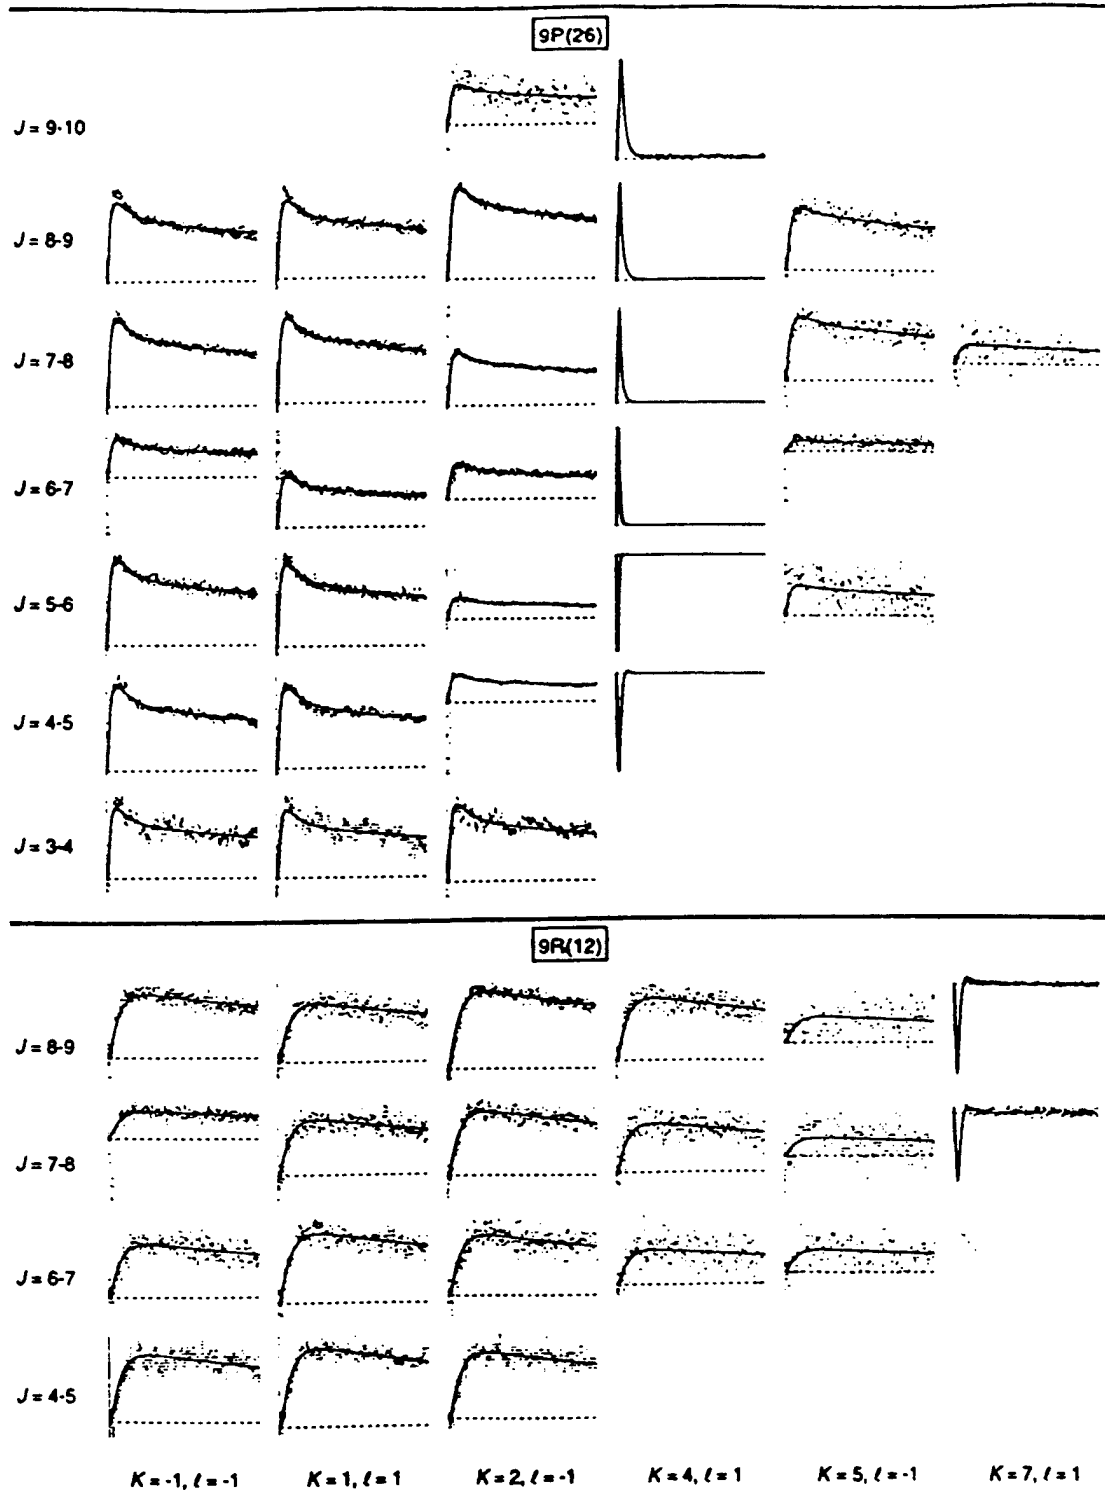 9P(26)
J = 9-10
J = 8-9
J = 7-8
J = 6-7
J = 5-6
J = 4-5
J = 3-4
9R(12)
J = 8-9
J = 7-8
J = 6-7
J = 4-5
K = -1, ℓ = -1 K = 1, ℓ = 1 K = 2, ℓ = -1 K = 4, ℓ = 1 K = 5, ℓ = -1 K = 7, ℓ = 1